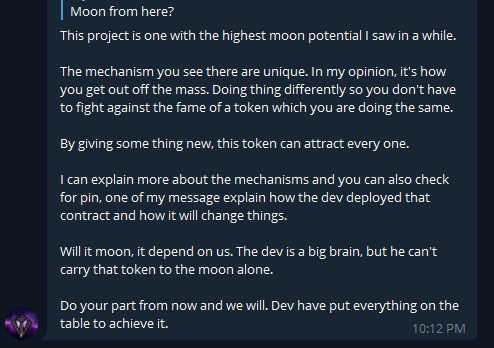 Moon from here?
This project is one with the highest moon potential I saw in a while.
The mechanism you see there are unique. In my opinion, it's how
you get out off the mass. Doing thing differently so you don't have
to fight against the fame of a token which you are doing the same.
By giving some thing new, this token can attract every one.
I can explain more about the mechanisms and you can also check
for pin, one of my message explain how the dev deployed that
contract and how it will change things.
Will it moon, it depend on us. The dev is a big brain, but he can't
carry that token to the moon alone.
Do your part from now and we will. Dev have put everything on the
table to achieve it.
10:12 PM